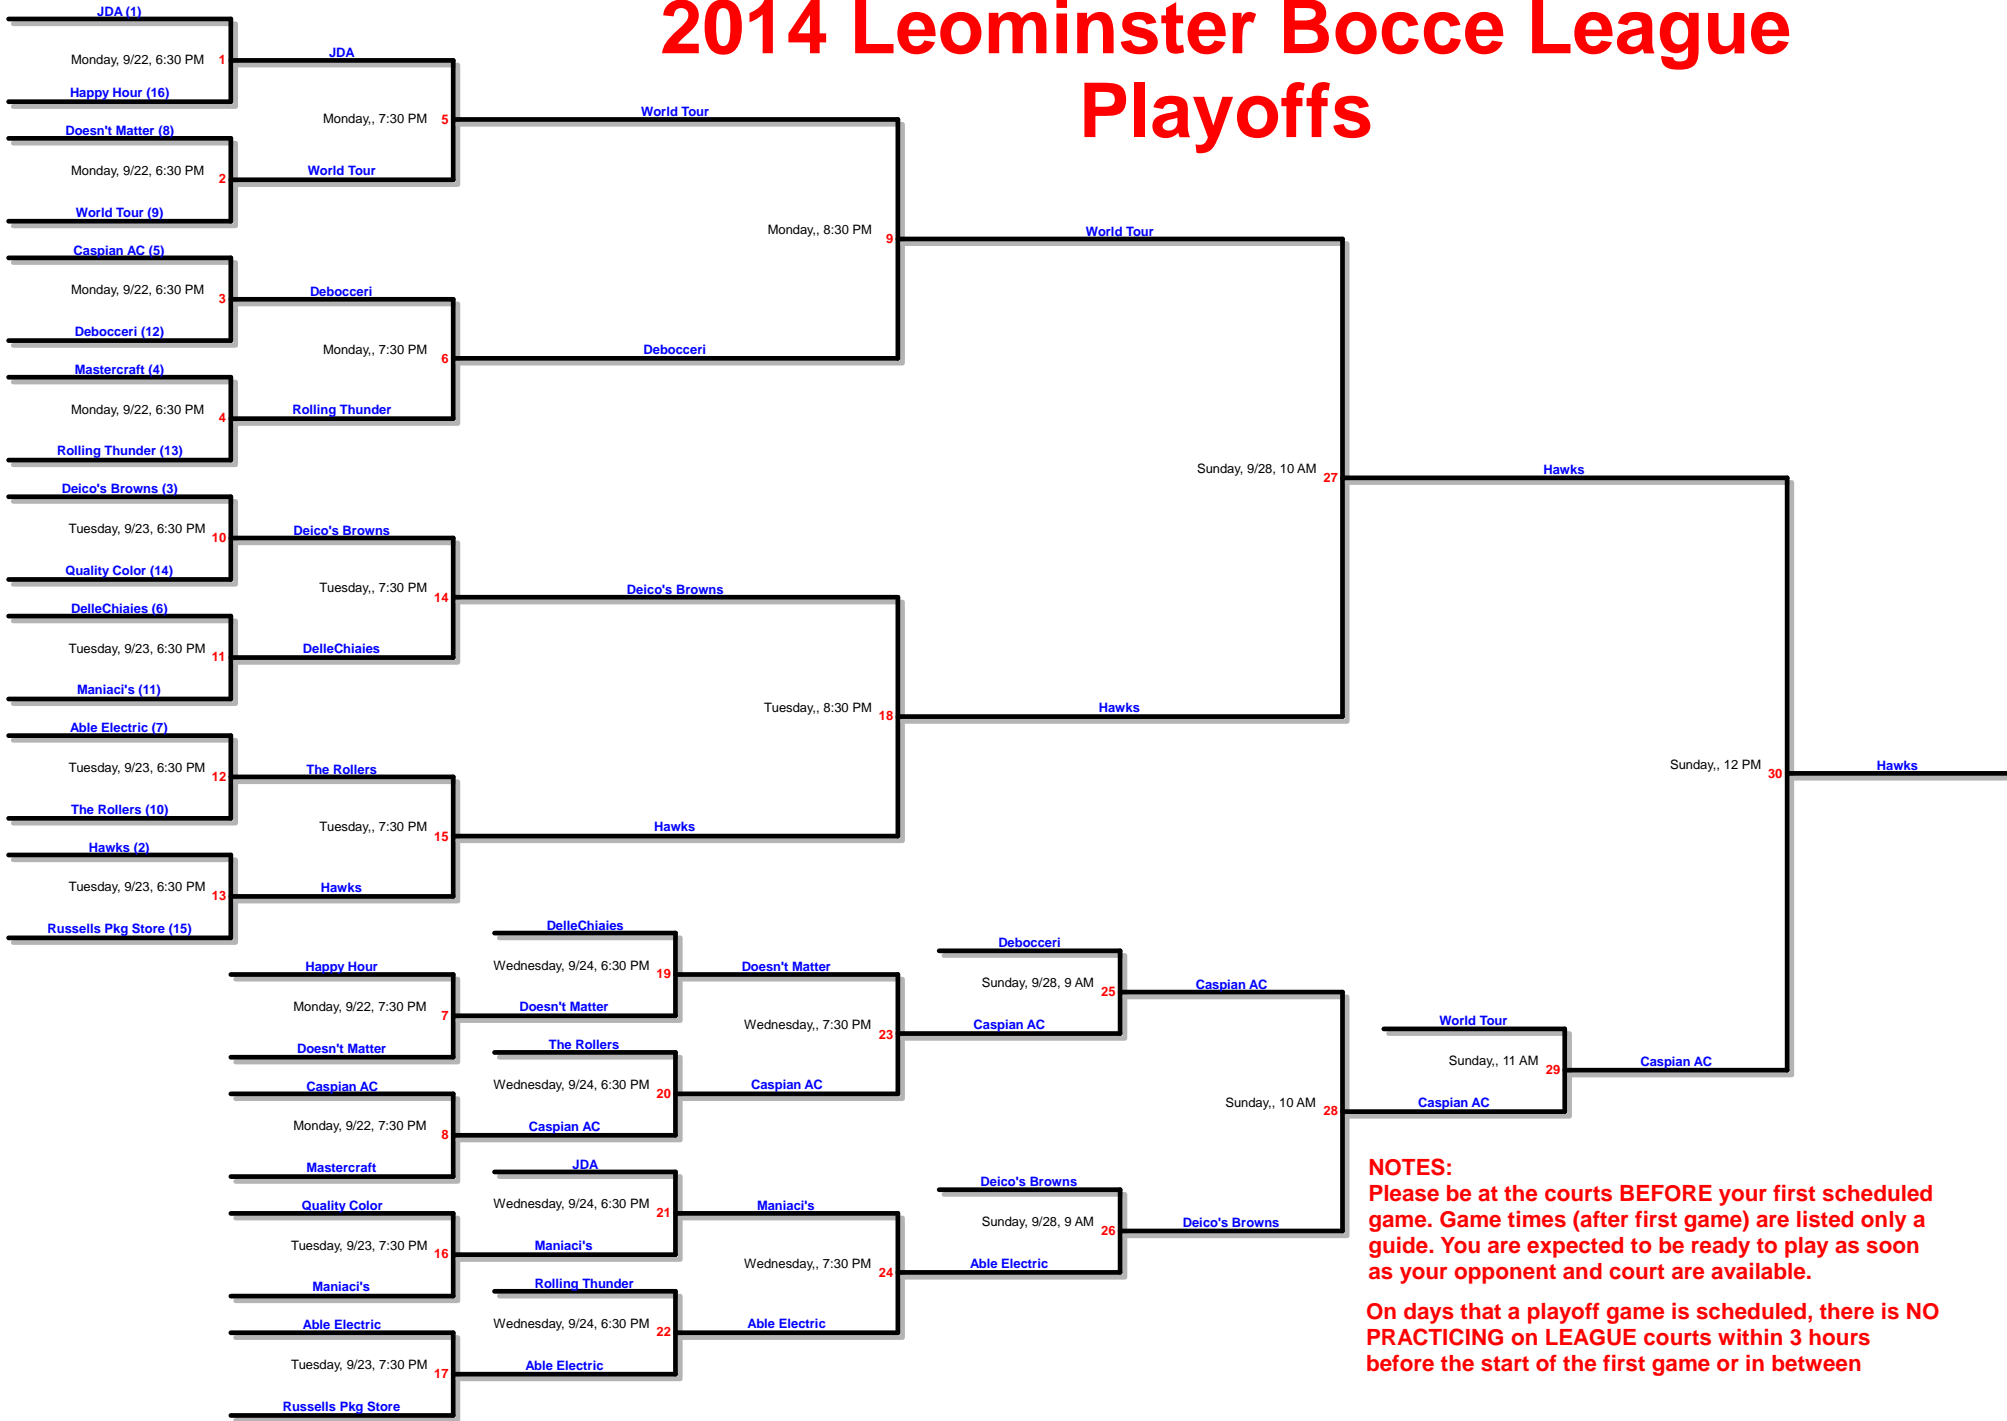 2014 Leominster Bocce League
Playoffs
JDA (1)
Monday, 9/22, 6:30 PM 1
Happy Hour (16)
JDA
Doesn't Matter (8)
Monday, 9/22, 6:30 PM 2
World Tour (9)
World Tour
Monday,, 7:30 PM 5
World Tour
Caspian AC (5)
Monday, 9/22, 6:30 PM 3
Debocceri (12)
Debocceri
Mastercraft (4)
Monday, 9/22, 6:30 PM 4
Rolling Thunder (13)
Rolling Thunder
Monday,, 7:30 PM 6
Debocceri
Monday,, 8:30 PM 9
World Tour
Deico's Browns (3)
Tuesday, 9/23, 6:30 PM 10
Quality Color (14)
Deico's Browns
DelleChiaies (6)
Tuesday, 9/23, 6:30 PM 11
Maniaci's (11)
DelleChiaies
Tuesday,, 7:30 PM 14
Deico's Browns
Able Electric (7)
Tuesday, 9/23, 6:30 PM 12
The Rollers (10)
The Rollers
Hawks (2)
Tuesday, 9/23, 6:30 PM 13
Russells Pkg Store (15)
Hawks
Tuesday,, 7:30 PM 15
Hawks
Tuesday,, 8:30 PM 18
Hawks
Sunday, 9/28, 10 AM 27
Hawks
Sunday,, 12 PM 30
Hawks
Happy Hour
Monday, 9/22, 7:30 PM 7
Doesn't Matter
DelleChiaies
Wednesday, 9/24, 6:30 PM 19
Doesn't Matter
Doesn't Matter
Caspian AC
Monday, 9/22, 7:30 PM 8
Mastercraft
The Rollers
Wednesday, 9/24, 6:30 PM 20
Caspian AC
Caspian AC
Wednesday,, 7:30 PM 23
Debocceri
Sunday, 9/28, 9 AM 25
Caspian AC
Caspian AC
Quality Color
Tuesday, 9/23, 7:30 PM 16
Maniaci's
JDA
Wednesday, 9/24, 6:30 PM 21
Maniaci's
Maniaci's
Able Electric
Tuesday, 9/23, 7:30 PM 17
Russells Pkg Store
Rolling Thunder
Wednesday, 9/24, 6:30 PM 22
Able Electric
Able Electric
Wednesday,, 7:30 PM 24
Deico's Browns
Sunday, 9/28, 9 AM 26
Able Electric
Deico's Browns
Sunday,, 10 AM 28
World Tour
Sunday,, 11 AM 29
Caspian AC
Caspian AC
NOTES:
Please be at the courts BEFORE your first scheduled
game. Game times (after first game) are listed only a
guide. You are expected to be ready to play as soon
as your opponent and court are available.
On days that a playoff game is scheduled, there is NO
PRACTICING on LEAGUE courts within 3 hours
before the start of the first game or in between